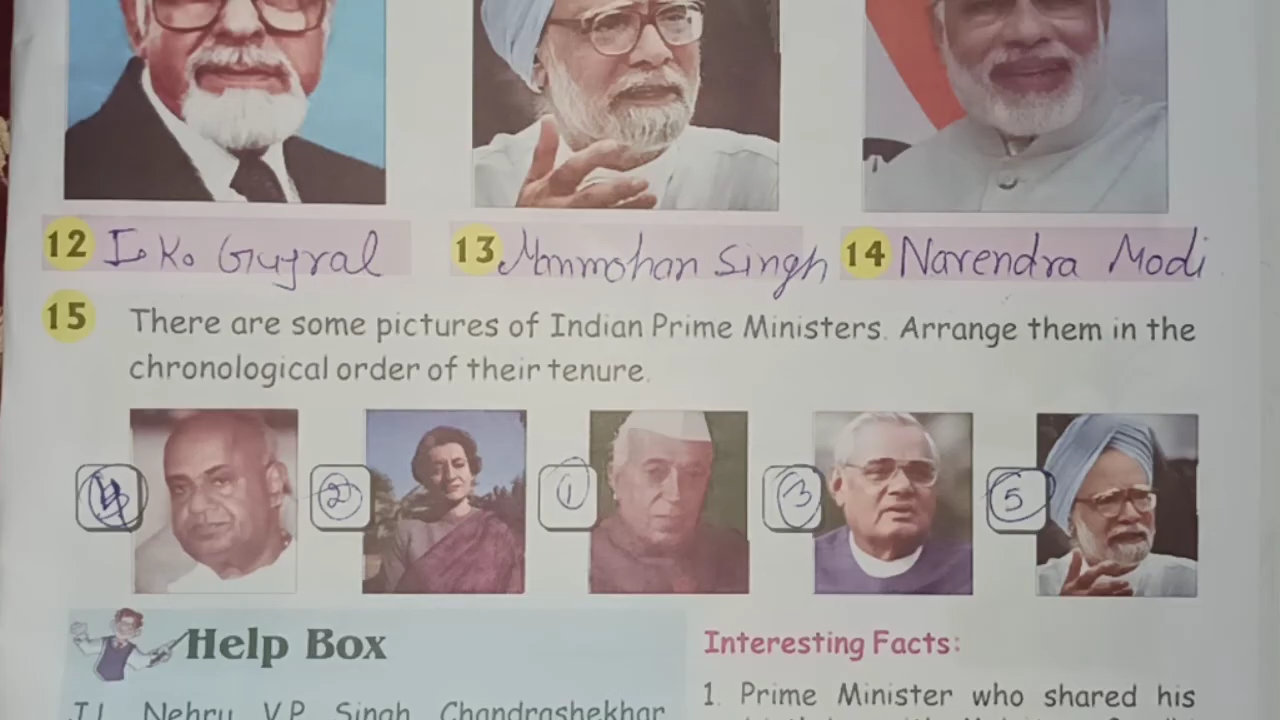 12 I. K. Gujral 13 Manmohan Singh 14 Narendra Modi
15 There are some pictures of Indian Prime Ministers. Arrange them in the
chronological order of their tenure.
4 2 1 3 5
Help Box
J.L. Nehru V.P. Singh Chandrashekhar
Interesting Facts:
1. Prime Minister who shared his